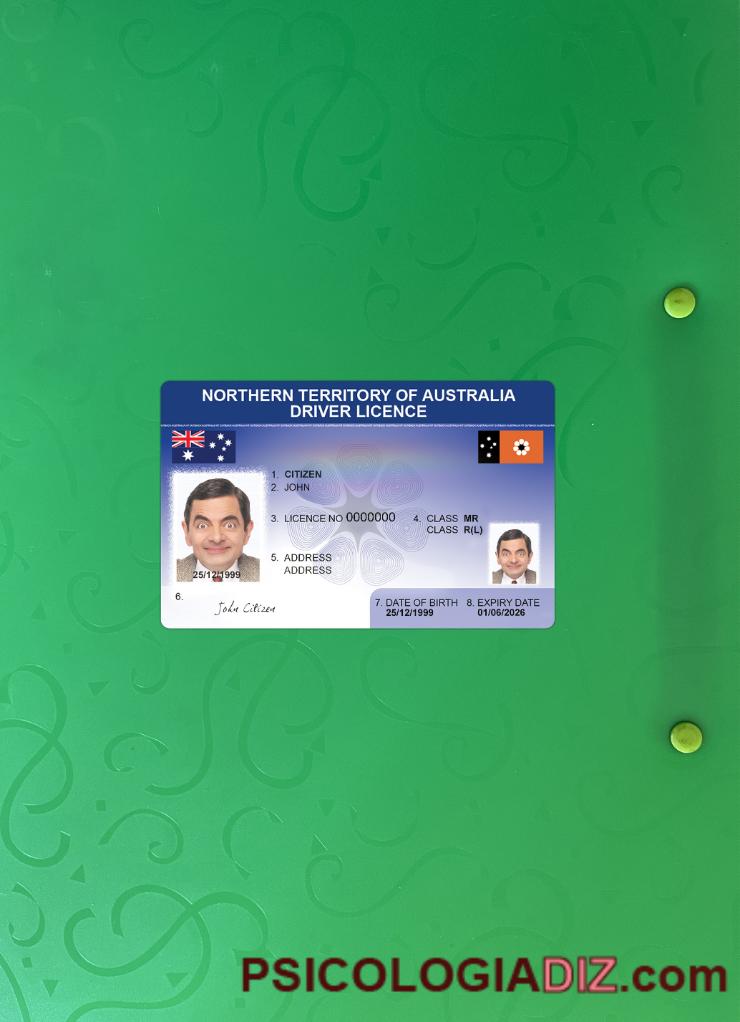 NORTHERN TERRITORY OF AUSTRALIA
DRIVER LICENCE
1. CITIZEN
2. JOHN
3. LICENCE NO 0000000
4. CLASS MR
CLASS R(L)
5. ADDRESS
ADDRESS
25/12/1999
6.
John Citizen
7. DATE OF BIRTH 8. EXPIRY DATE
25/12/1999 01/06/2026
PSICOLOGIADIZ.com